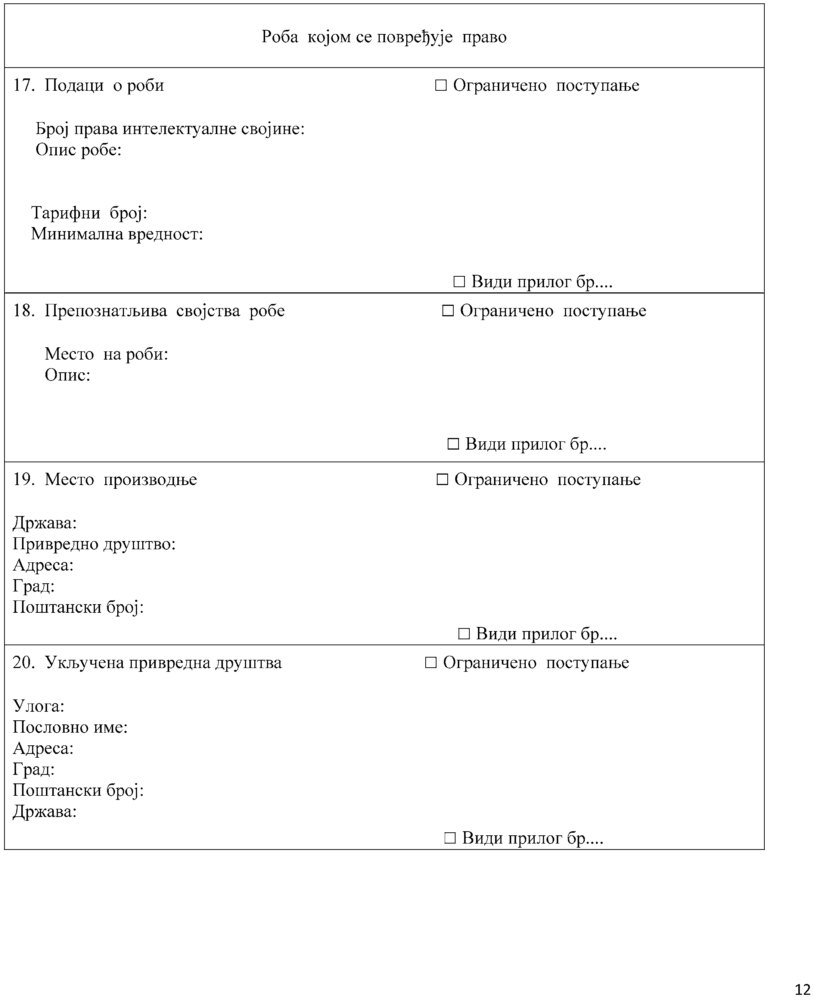 Роба којом се повређује право
17. Подаци о роби □ Ограничено поступање
Број права интелектуалне својине:
Опис робе:
Тарифни број:
Минимална вредност:
□ Види прилог бр....
18. Препознатљива својства робе □ Ограничено поступање
Место на роби:
Опис:
□ Види прилог бр....
19. Место производње □ Ограничено поступање
Држава:
Привредно друштво:
Адреса:
Град:
Поштански број:
□ Види прилог бр....
20. Укључена привредна друштва □ Ограничено поступање
Улога:
Пословно име:
Адреса:
Град:
Поштански број:
Држава:
□ Види прилог бр....
12